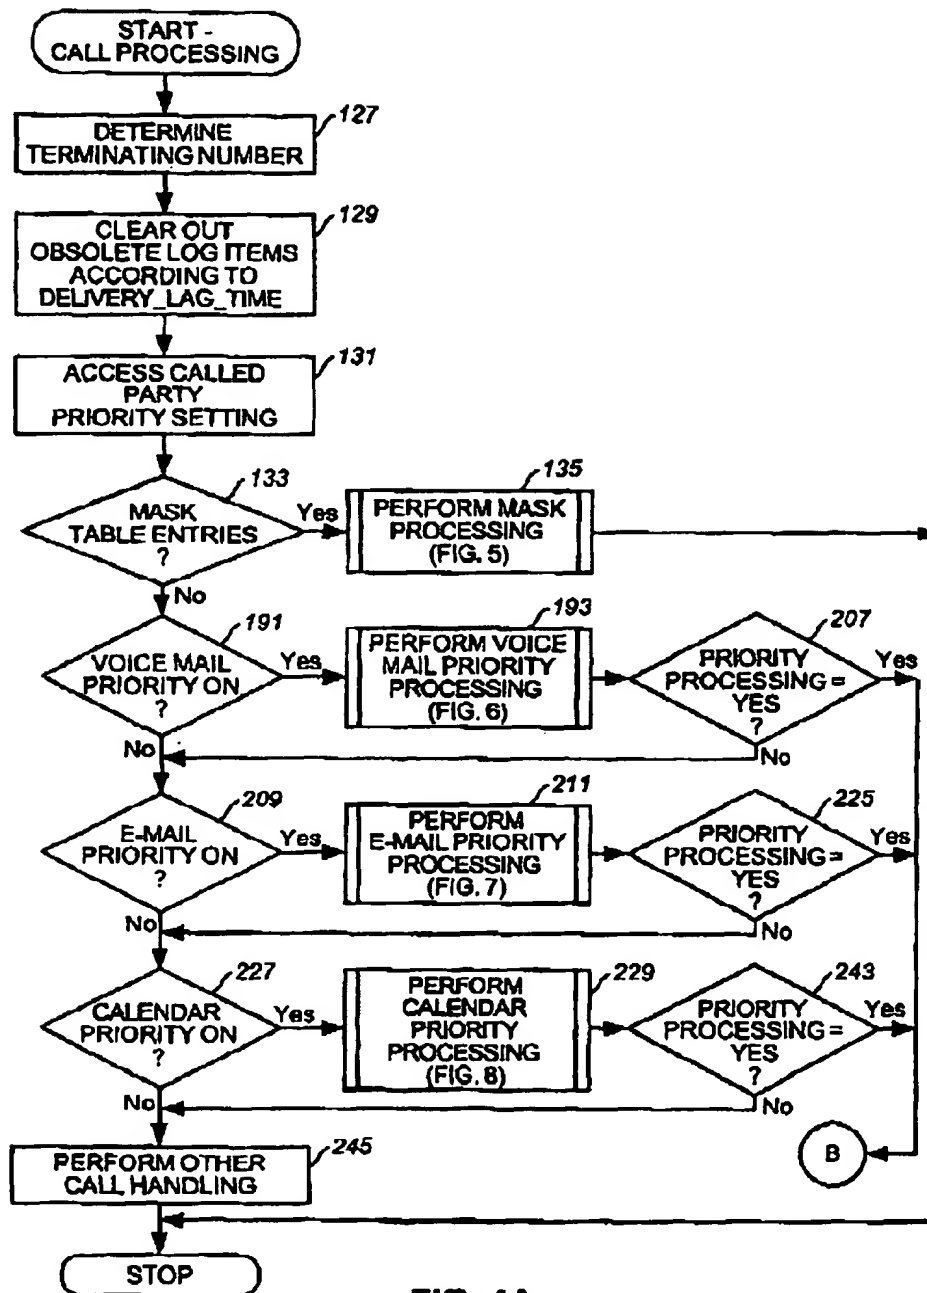 START -
CALL PROCESSING
127
DETERMINE
TERMINATING NUMBER
129
CLEAR OUT
OBSOLETE LOG ITEMS
ACCORDING TO
DELIVERY_LAG_TIME
131
ACCESS CALLED
PARTY
PRIORITY SETTING
133
MASK
TABLE ENTRIES
?
Yes
No
135
PERFORM MASK
PROCESSING
(FIG. 5)
191
VOICE MAIL
PRIORITY ON
?
Yes
No
193
PERFORM VOICE
MAIL PRIORITY
PROCESSING
(FIG. 6)
207
PRIORITY
PROCESSING =
YES
?
Yes
No
209
E-MAIL
PRIORITY ON
?
Yes
No
211
PERFORM
E-MAIL PRIORITY
PROCESSING
(FIG. 7)
225
PRIORITY
PROCESSING =
YES
?
Yes
No
227
CALENDAR
PRIORITY ON
?
Yes
No
229
PERFORM
CALENDAR
PRIORITY
PROCESSING
(FIG. 8)
243
PRIORITY
PROCESSING =
YES
?
Yes
No
B
245
PERFORM OTHER
CALL HANDLING
STOP